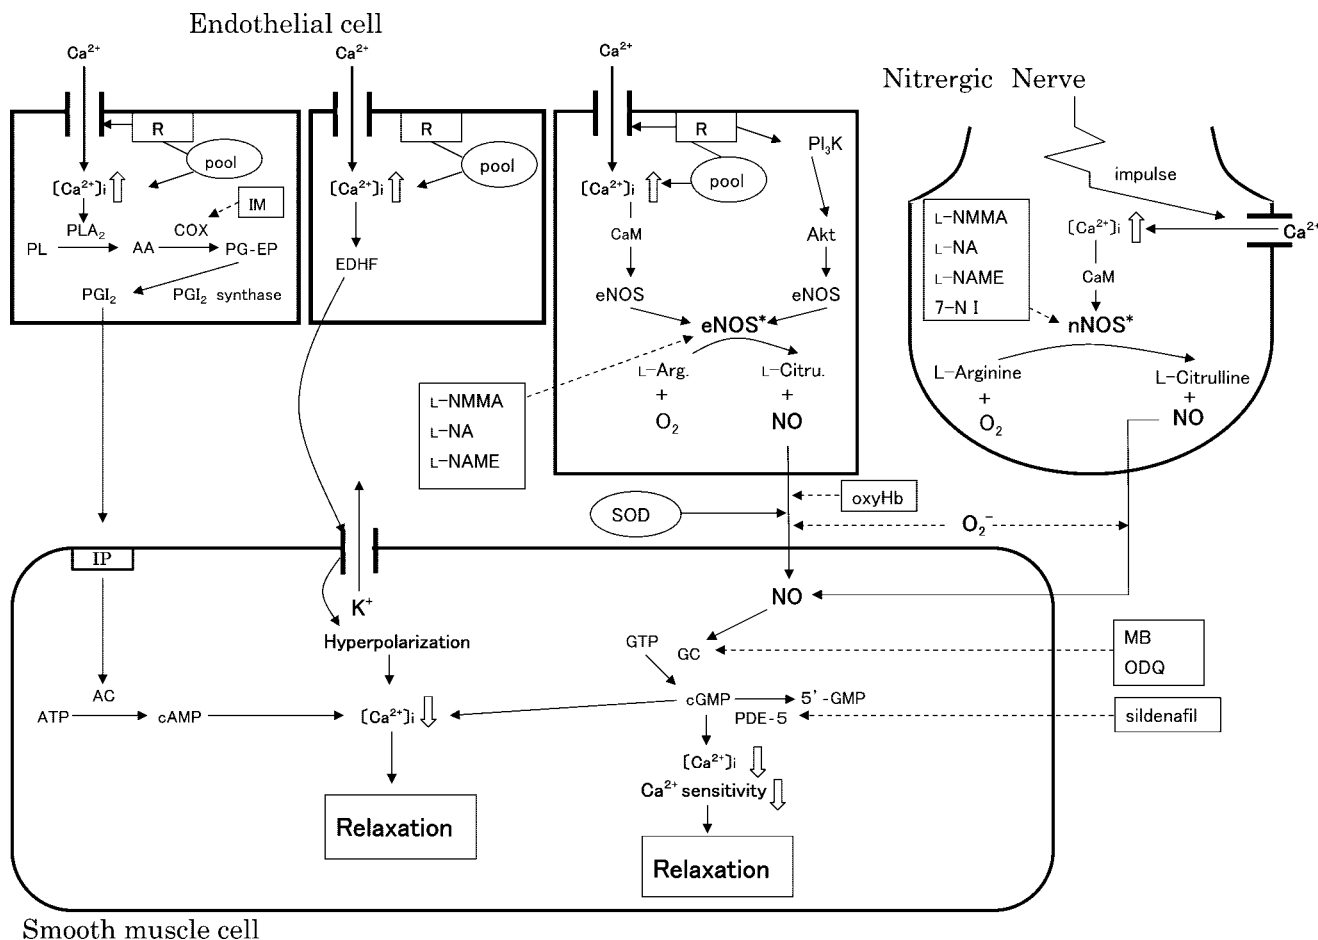 Endothelial cell
Nitrergic Nerve
Ca²⁺
R
pool
[Ca²⁺]i
IM
PLA₂
COX
PL
AA
PG-EP
PGI₂
PGI₂ synthase
Ca²⁺
R
pool
[Ca²⁺]i
EDHF
Ca²⁺
R
PI₃K
pool
[Ca²⁺]i
CaM
Akt
eNOS
eNOS
eNOS*
L-Arg.
L-Citru.
+
+
O₂
NO
L-NMMA
L-NA
L-NAME
impulse
L-NMMA
L-NA
L-NAME
7-N I
[Ca²⁺]i
Ca²⁺
CaM
nNOS*
L-Arginine
L-Citrulline
+
+
O₂
NO
oxyHb
SOD
O₂⁻
IP
K⁺
NO
Hyperpolarization
GTP
GC
MB
ODQ
AC
ATP
cAMP
[Ca²⁺]i
cGMP
5'-GMP
PDE-5
sildenafil
[Ca²⁺]i
Ca²⁺ sensitivity
Relaxation
Relaxation
Smooth muscle cell